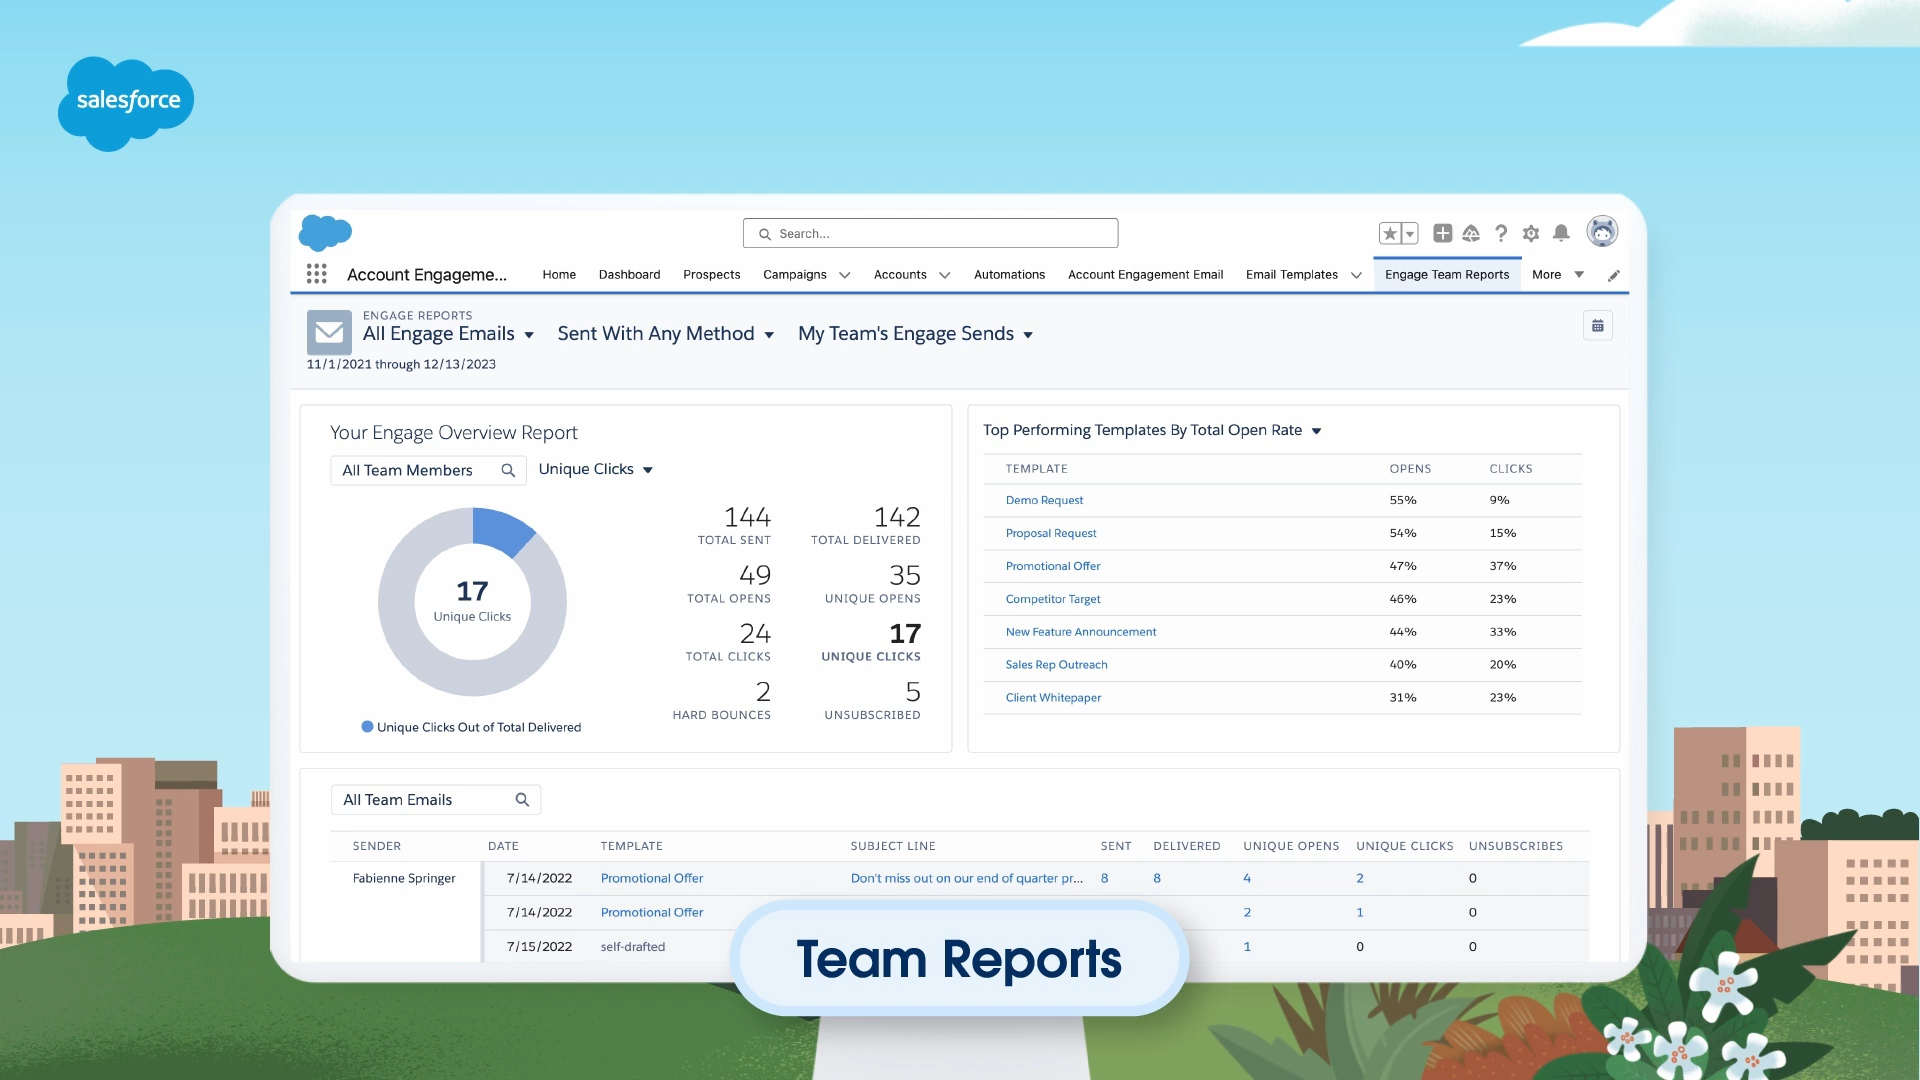 salesforce
Search...
Account Engageme...
Home
Dashboard
Prospects
Campaigns
Accounts
Automations
Account Engagement Email
Email Templates
Engage Team Reports
More
ENGAGE REPORTS
All Engage Emails
Sent With Any Method
My Team's Engage Sends
11/1/2021 through 12/13/2023
Your Engage Overview Report
All Team Members
Unique Clicks
17
Unique Clicks
Unique Clicks Out of Total Delivered
144
TOTAL SENT
142
TOTAL DELIVERED
49
TOTAL OPENS
35
UNIQUE OPENS
24
TOTAL CLICKS
17
UNIQUE CLICKS
2
HARD BOUNCES
5
UNSUBSCRIBED
Top Performing Templates By Total Open Rate
TEMPLATE OPENS CLICKS
Demo Request 55% 9%
Proposal Request 54% 15%
Promotional Offer 47% 37%
Competitor Target 46% 23%
New Feature Announcement 44% 33%
Sales Rep Outreach 40% 20%
Client Whitepaper 31% 23%
All Team Emails
SENDER DATE TEMPLATE SUBJECT LINE SENT DELIVERED UNIQUE OPENS UNIQUE CLICKS UNSUBSCRIBES
Fabienne Springer 7/14/2022 Promotional Offer Don't miss out on our end of quarter pr... 8 8 4 2 0
7/14/2022 Promotional Offer 2 1 0
7/15/2022 self-drafted 1 0 0
Team Reports